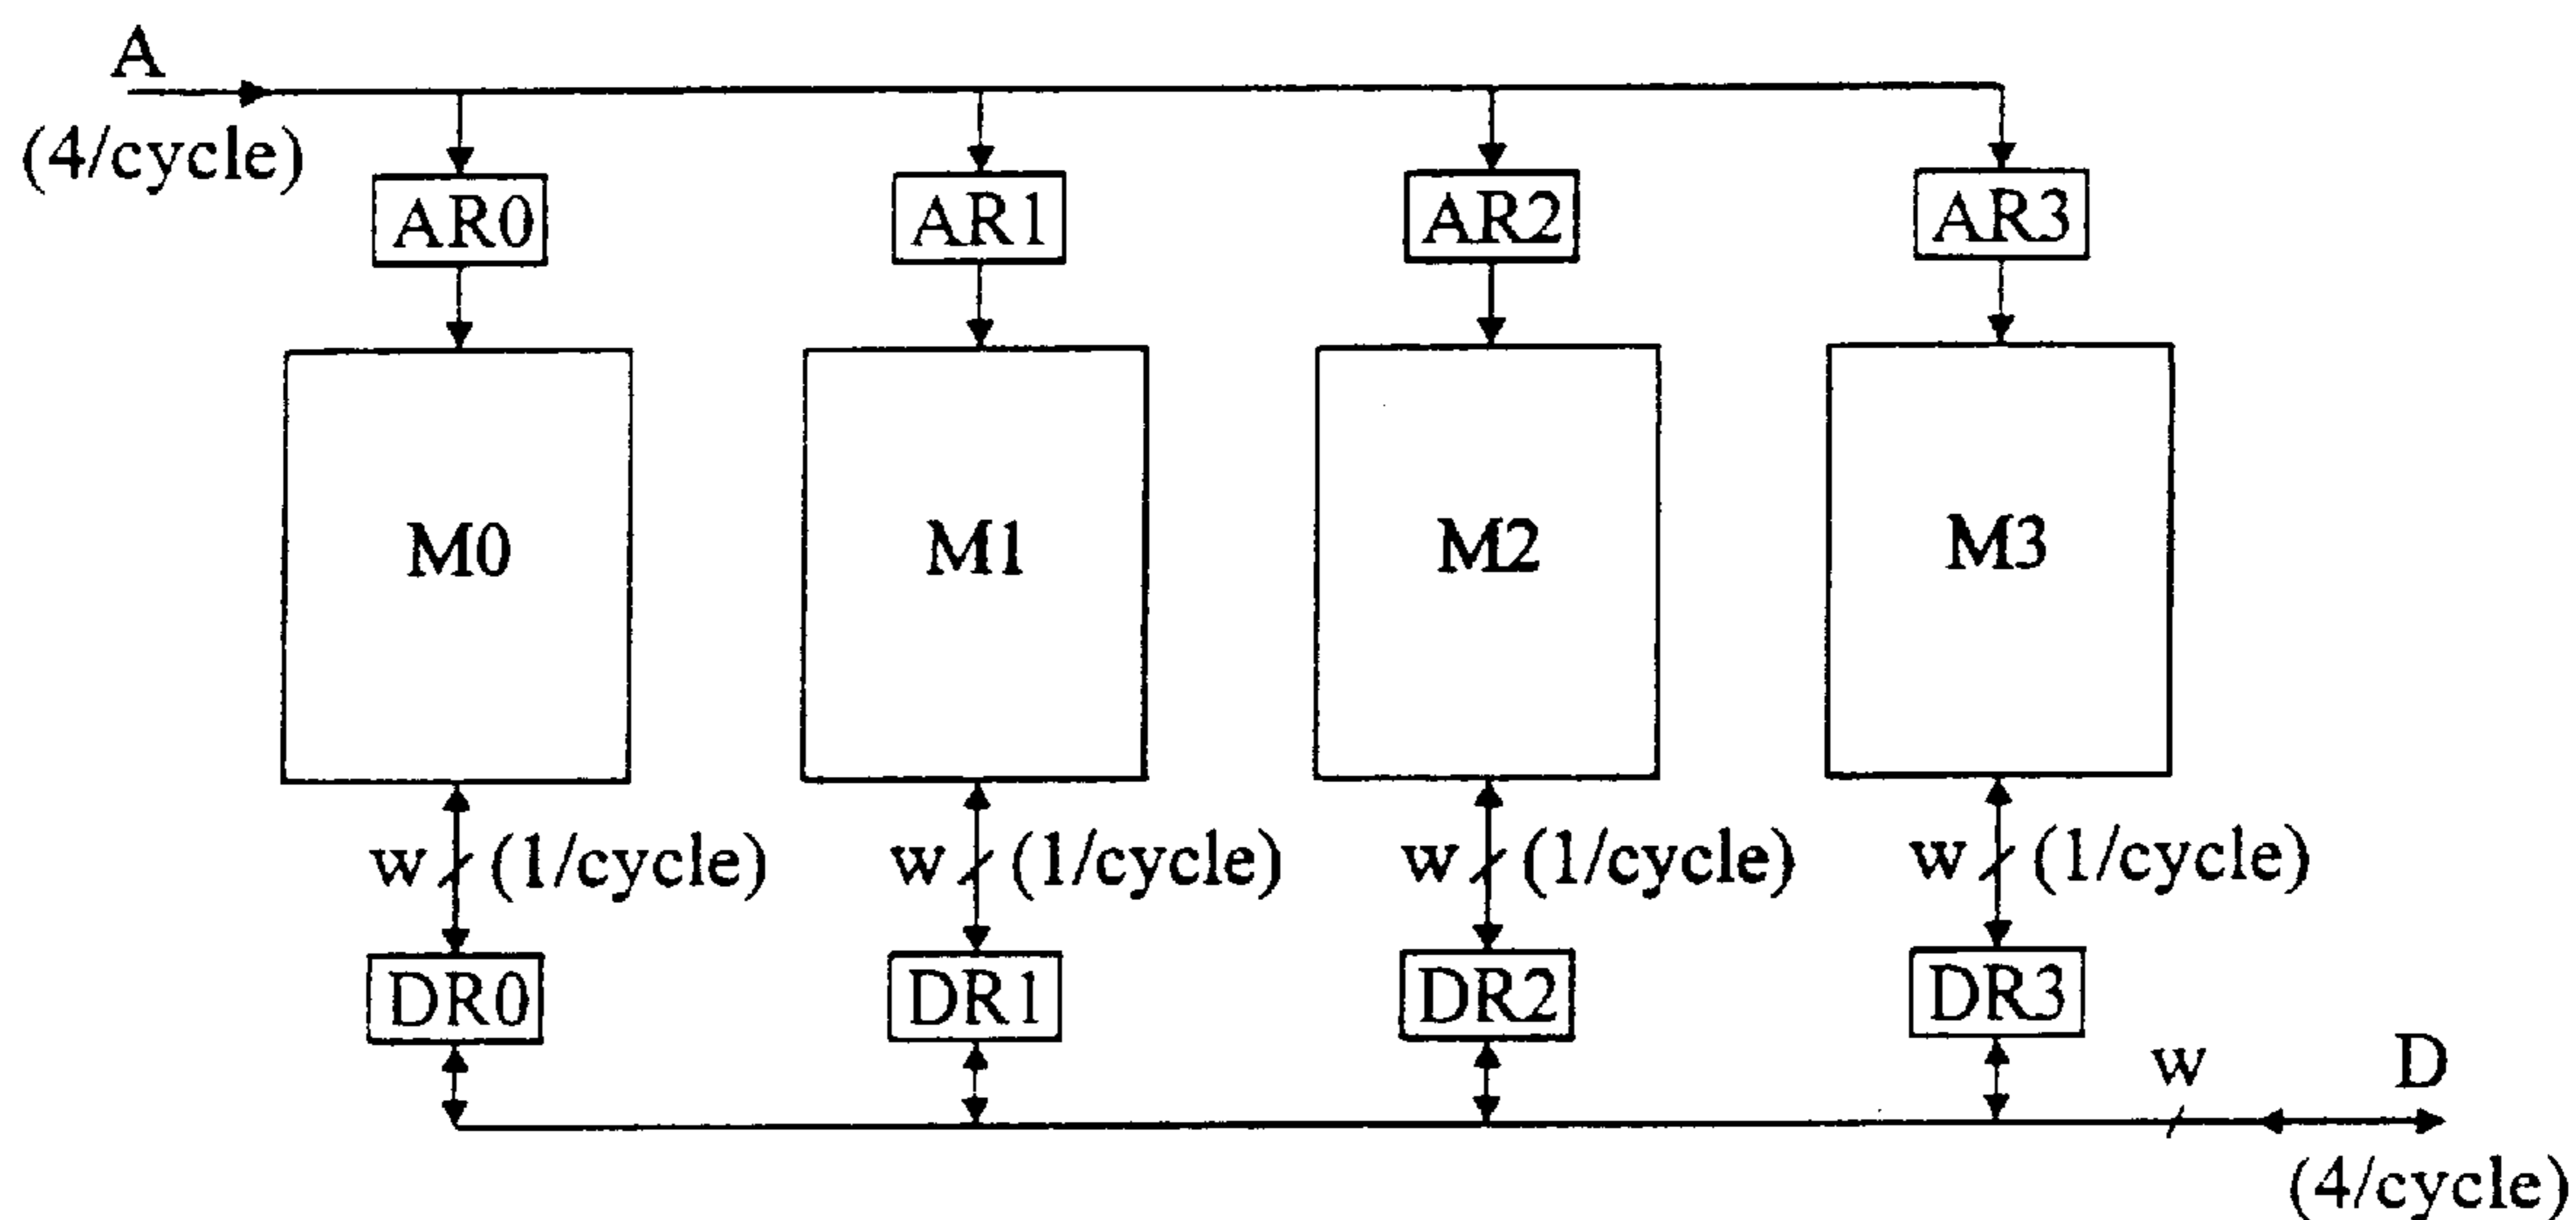 A
(4/cycle)
AR0 AR1 AR2 AR3
M0 M1 M2 M3
w (1/cycle) w (1/cycle) w (1/cycle) w (1/cycle)
DR0 DR1 DR2 DR3
w D
(4/cycle)